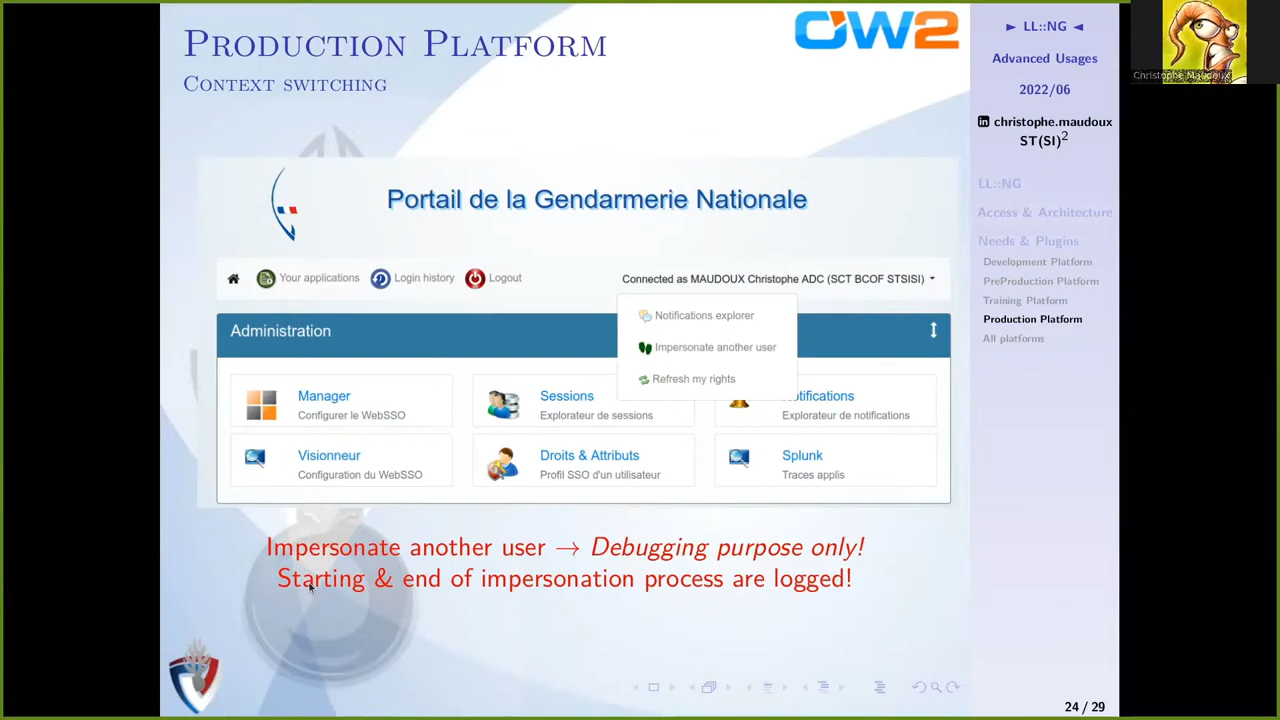 PRODUCTION PLATFORM
CONTEXT SWITCHING
OW2
Portail de la Gendarmerie Nationale
Your applications
Login history
Logout
Connected as MAUDOUX Christophe ADC (SCT BCOF STSISI)
Notifications explorer
Impersonate another user
Refresh my rights
Administration
Manager
Configurer le WebSSO
Sessions
Explorateur de sessions
otifications
Explorateur de notifications
Visionneur
Configuration du WebSSO
Droits & Attributs
Profil SSO d'un utilisateur
Splunk
Traces applis
Impersonate another user → Debugging purpose only!
Starting & end of impersonation process are logged!
► LL::NG ◄
Advanced Usages
2022/06
in christophe.maudoux
ST(SI)2
LL::NG
Access & Architecture
Needs & Plugins
Development Platform
PreProduction Platform
Training Platform
Production Platform
All platforms
24 / 29
Christophe Maudoux